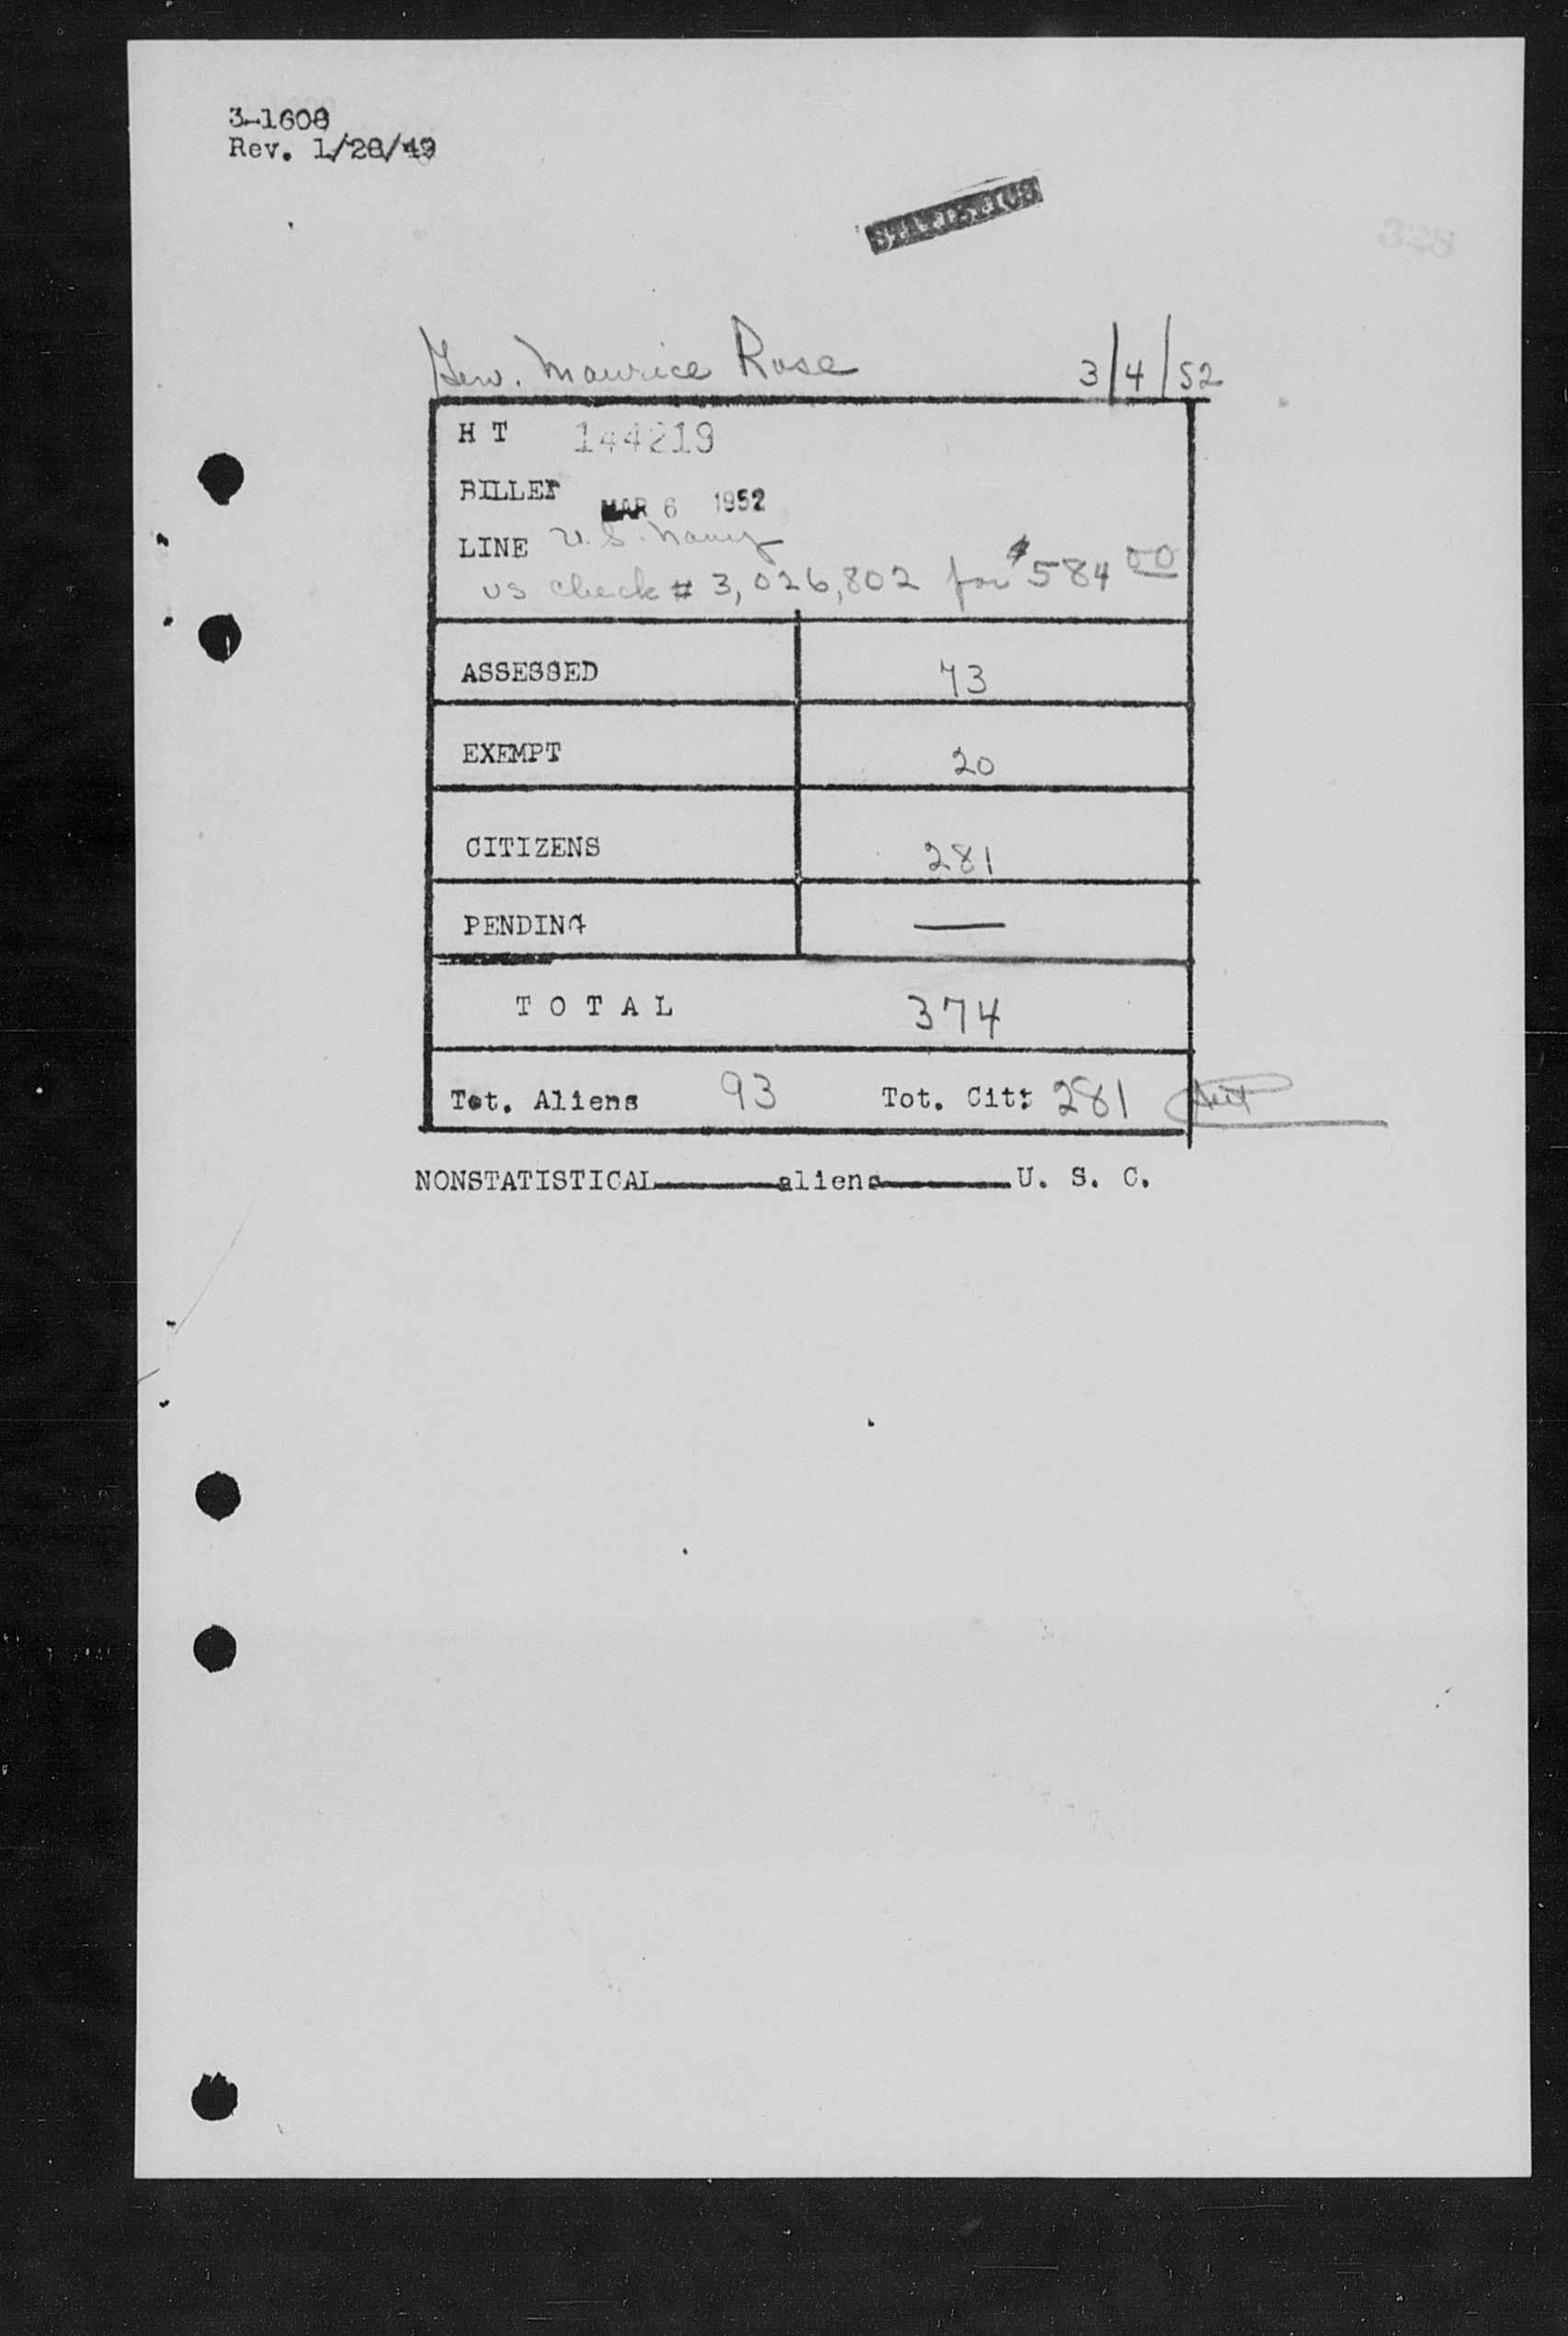 3-1608
Rev. 1/28/49
STATISTICS
Gen. Maurice Rose 3/4/52
H T 144219
BILLET MAR 6 1952
LINE U.S. Navy
US check # 3,026,802 for $584 00
ASSESSED 73
EXEMPT 20
CITIZENS 281
PENDING —
T O T A L 374
Tot. Aliens 93 Tot. Cit: 281
NONSTATISTICAL———aliens———U. S. C.